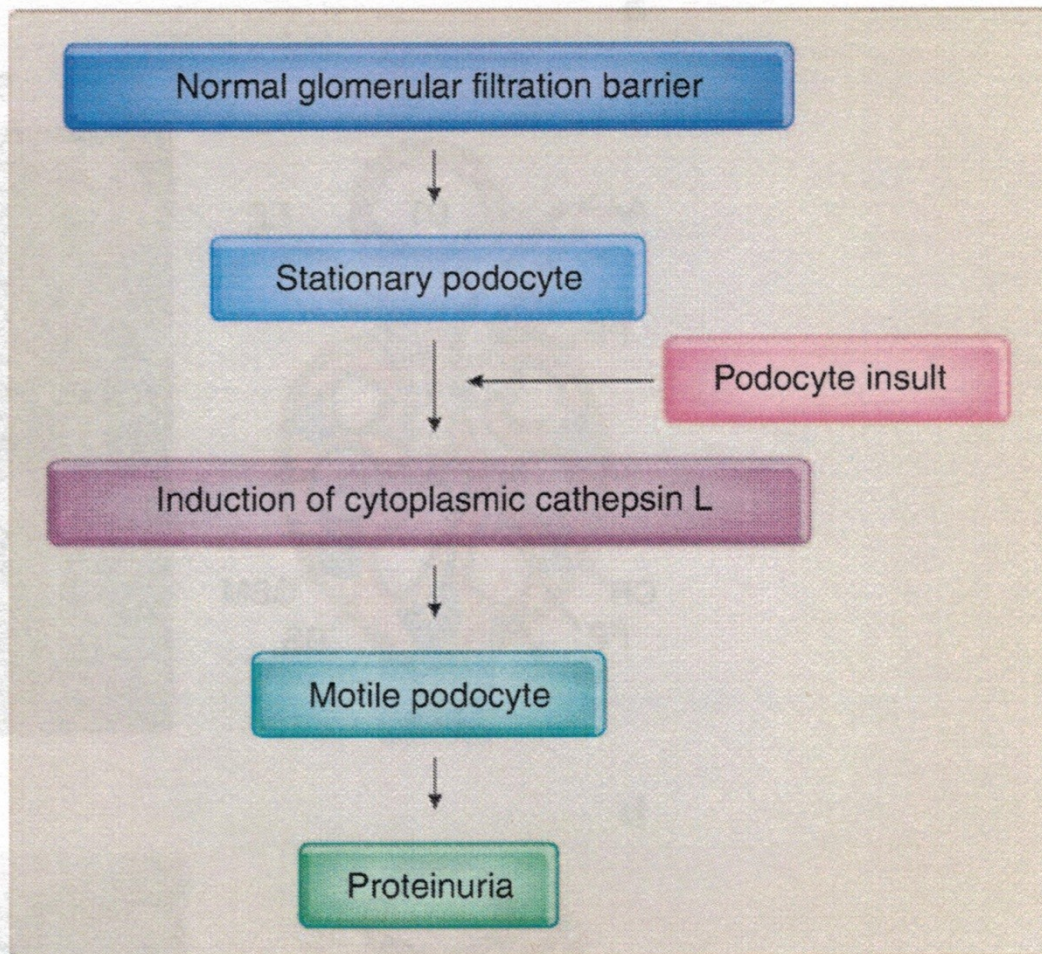 Normal glomerular filtration barrier
Stationary podocyte
Podocyte insult
Induction of cytoplasmic cathepsin L
Motile podocyte
Proteinuria